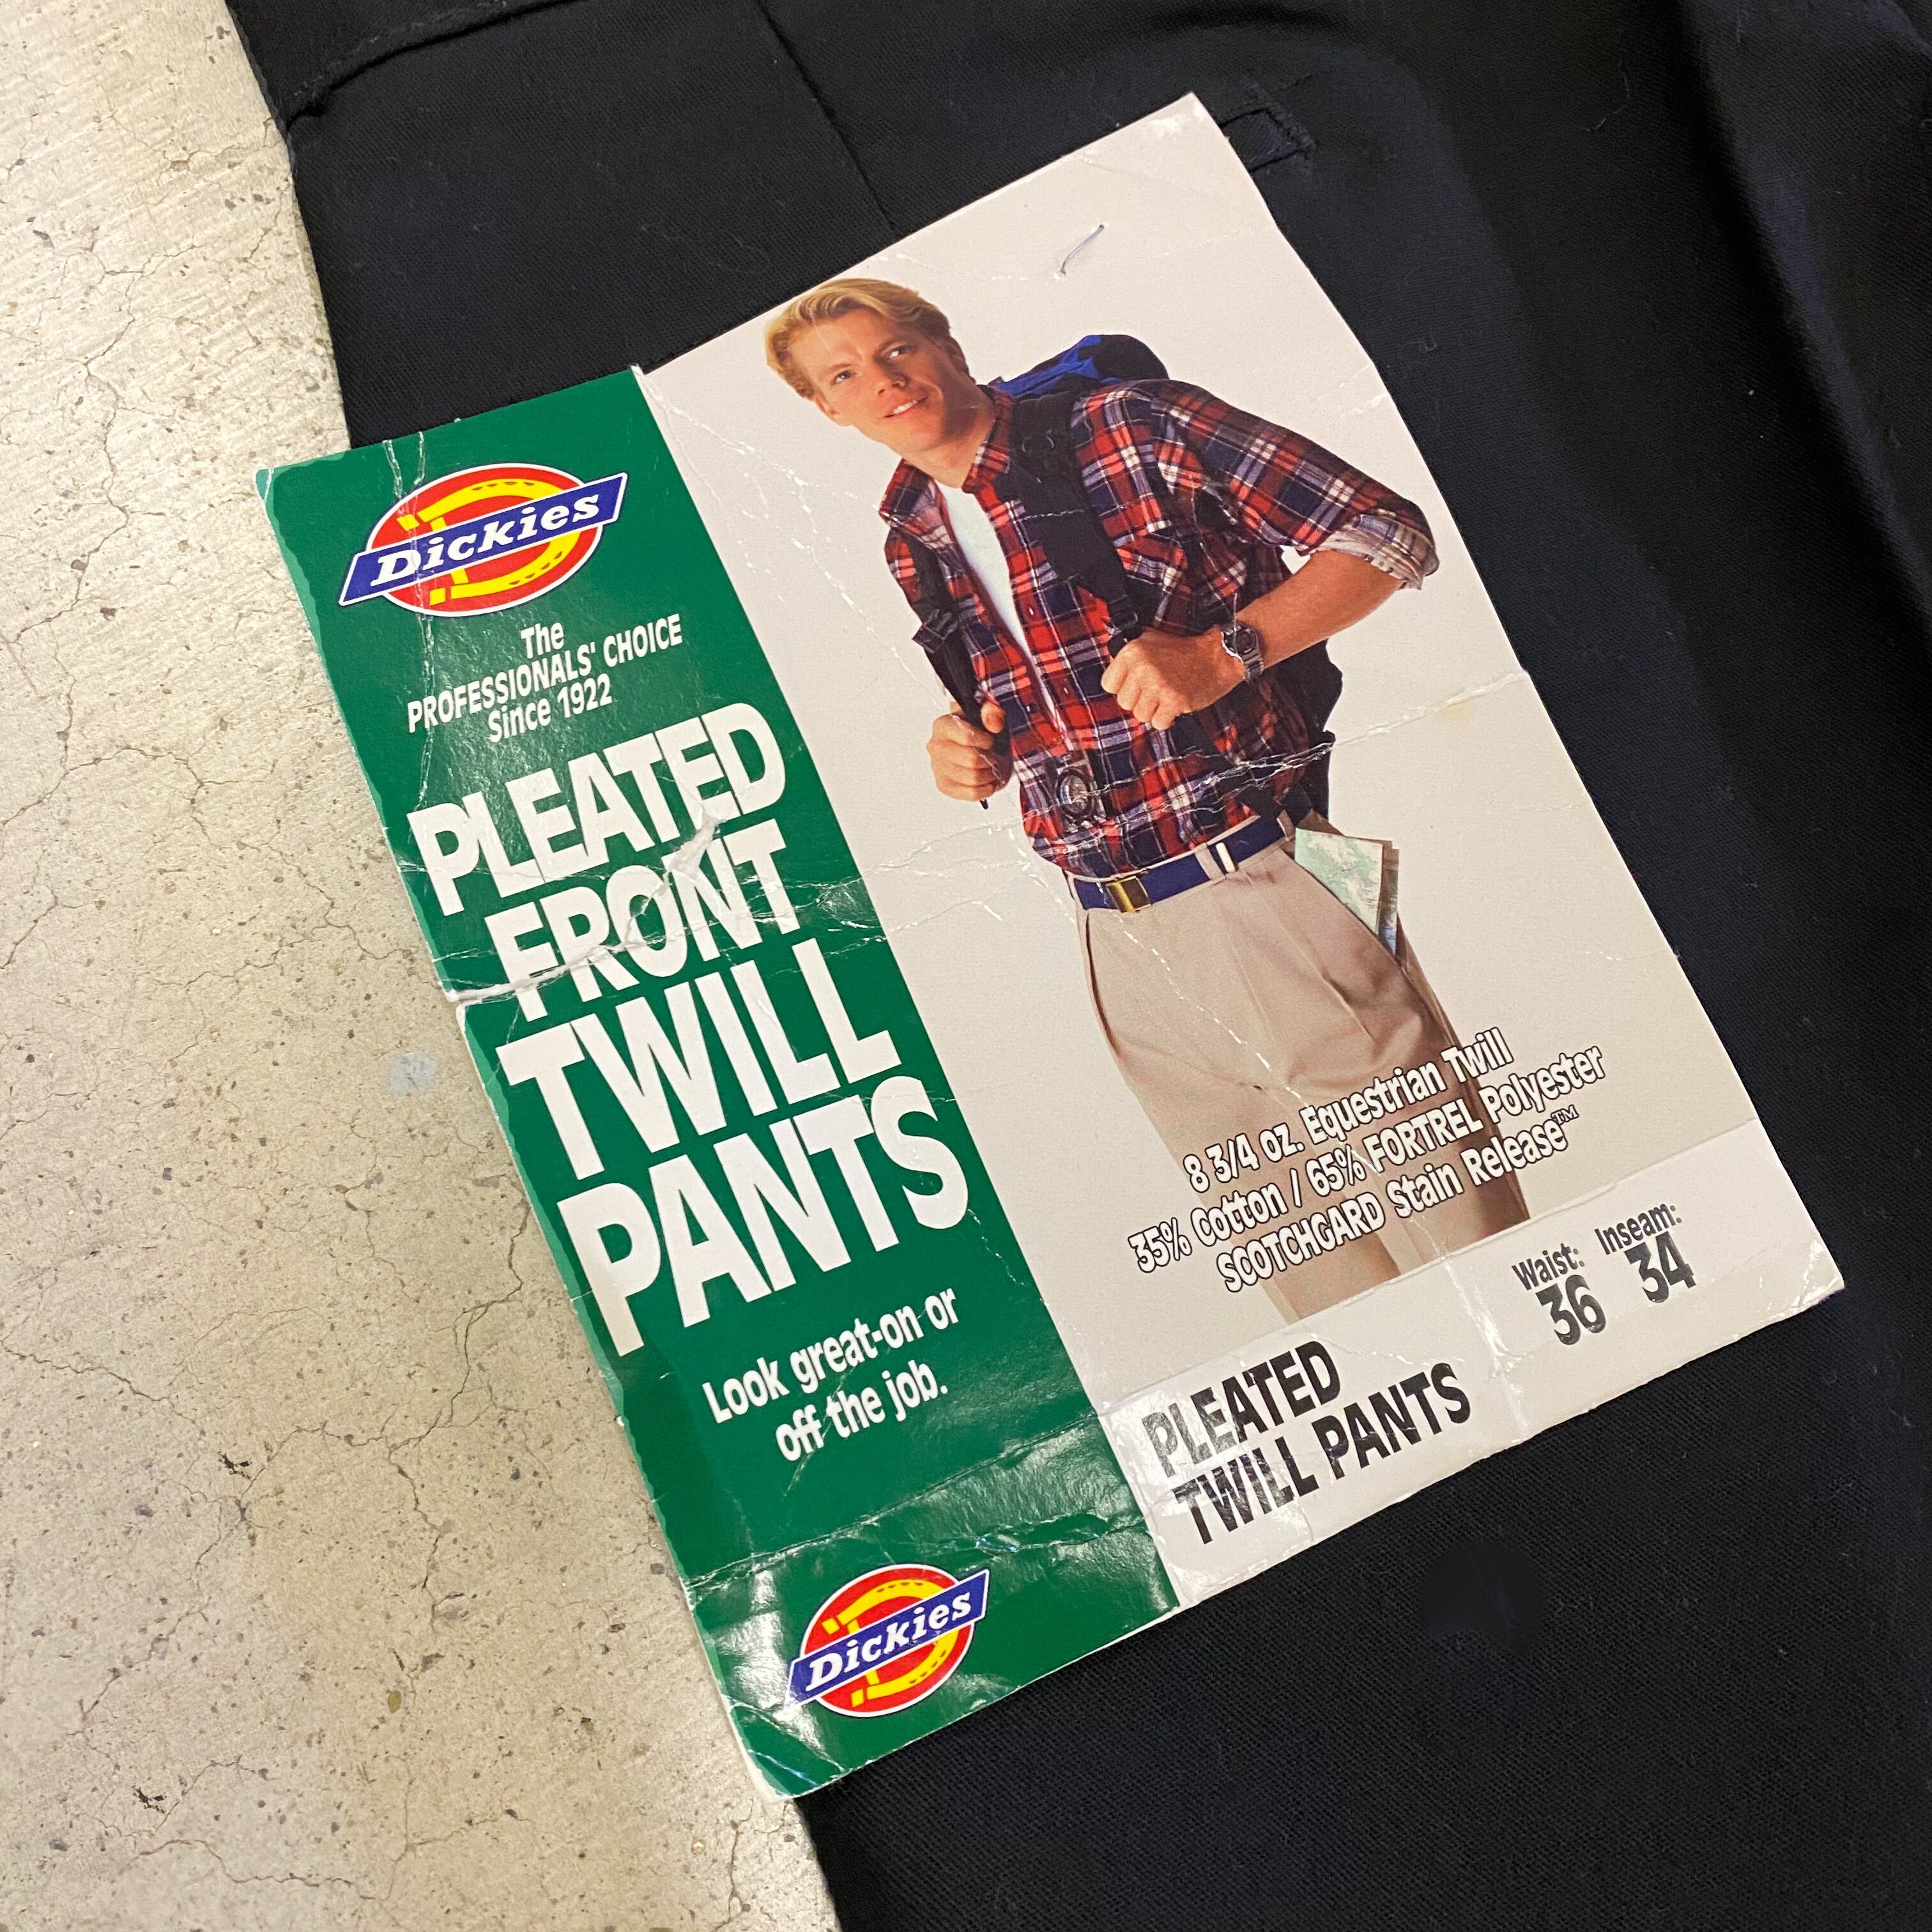 Dickies
The
PROFESSIONALS' CHOICE
Since 1922
PLEATED
FRONT
TWILL
PANTS
Look great-on or
off the job.
Dickies
8 3/4 oz. Equestrian Twill
35% Cotton / 65% FORTREL Polyester
SCOTCHGARD Stain Release™
PLEATED
TWILL PANTS
Waist: Inseam:
36 34